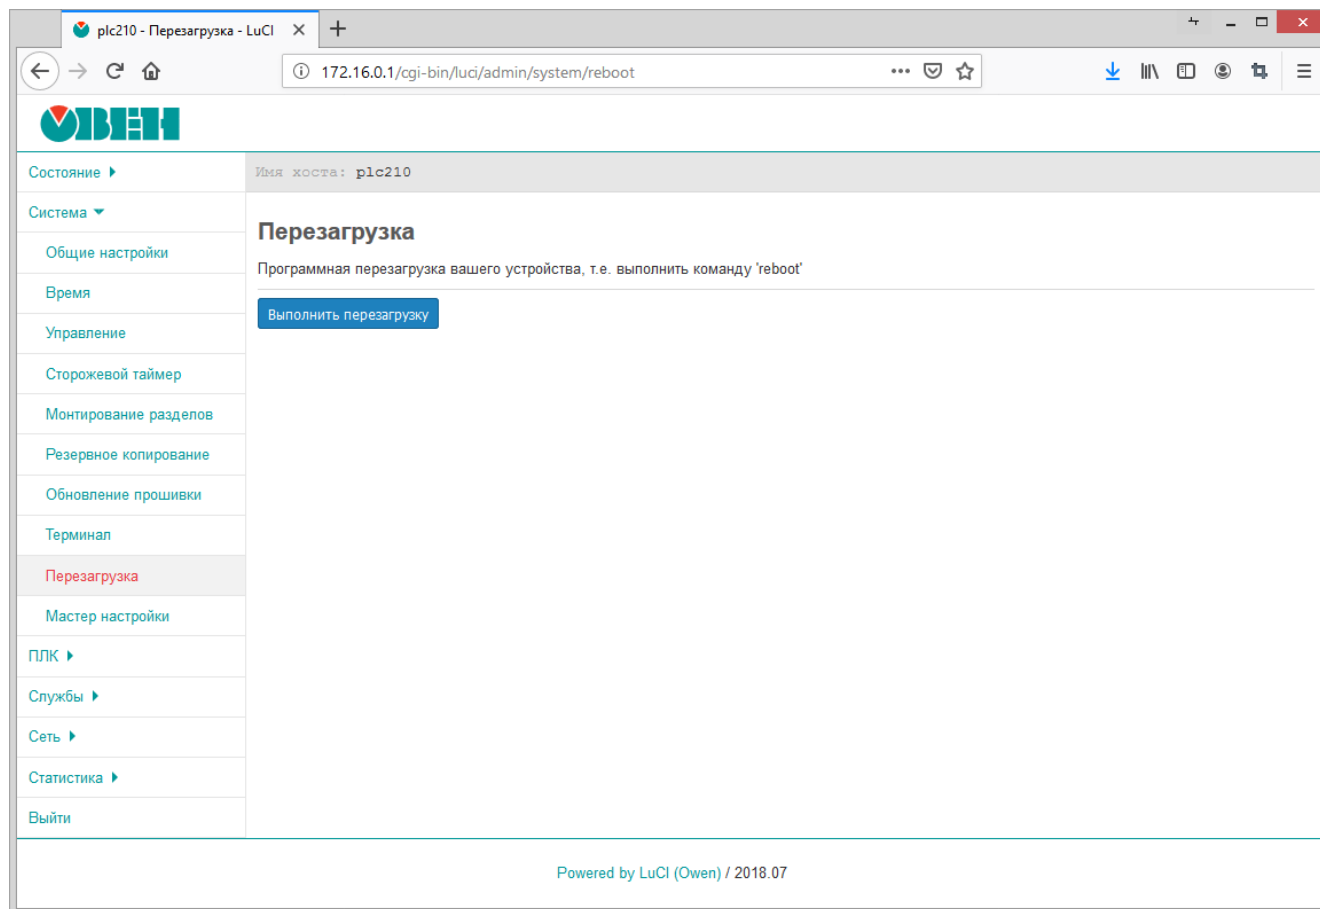 plc210 - Перезагрузка - LuCI
172.16.0.1/cgi-bin/luci/admin/system/reboot
ОВЕН
Состояние
Имя хоста: plc210
Система
Общие настройки
Время
Управление
Сторожевой таймер
Монтирование разделов
Резервное копирование
Обновление прошивки
Терминал
Перезагрузка
Мастер настройки
ПЛК
Службы
Сеть
Статистика
Выйти
Перезагрузка
Программная перезагрузка вашего устройства, т.е. выполнить команду 'reboot'
Выполнить перезагрузку
Powered by LuCI (Owen) / 2018.07